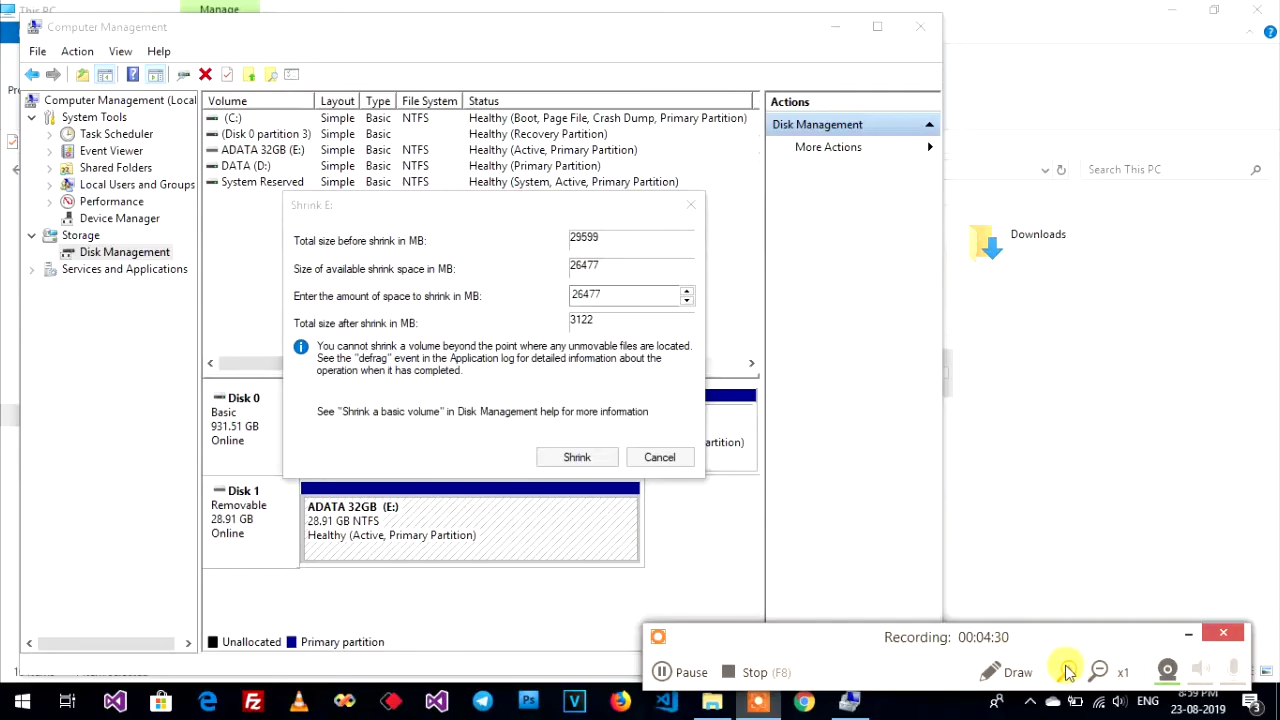 This PC
Manage
Computer Management
File Action View Help
Computer Management (Local
System Tools
Task Scheduler
Event Viewer
Shared Folders
Local Users and Groups
Performance
Device Manager
Storage
Disk Management
Services and Applications
Volume Layout Type File System Status
(C:) Simple Basic NTFS Healthy (Boot, Page File, Crash Dump, Primary Partition)
(Disk 0 partition 3) Simple Basic Healthy (Recovery Partition)
ADATA 32GB (E:) Simple Basic NTFS Healthy (Active, Primary Partition)
DATA (D:) Simple Basic NTFS Healthy (Primary Partition)
System Reserved Simple Basic NTFS Healthy (System, Active, Primary Partition)
Actions
Disk Management
More Actions
Search This PC
Downloads
Shrink E:
Total size before shrink in MB: 29599
Size of available shrink space in MB: 26477
Enter the amount of space to shrink in MB: 26477
Total size after shrink in MB: 3122
You cannot shrink a volume beyond the point where any unmovable files are located.
See the "defrag" event in the Application log for detailed information about the
operation when it has completed.
See "Shrink a basic volume" in Disk Management help for more information
Shrink Cancel
Disk 0
Basic
931.51 GB
Online
artition)
Disk 1
Removable
28.91 GB
Online
ADATA 32GB (E:)
28.91 GB NTFS
Healthy (Active, Primary Partition)
Unallocated Primary partition
Recording: 00:04:30
Pause Stop (F8) Draw x1
ENG
8:59 PM
23-08-2019